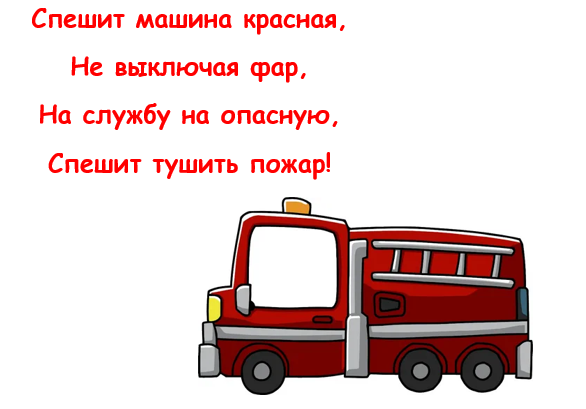 Спешит машина красная,
Не выключая фар,
На службу на опасную,
Спешит тушить пожар!